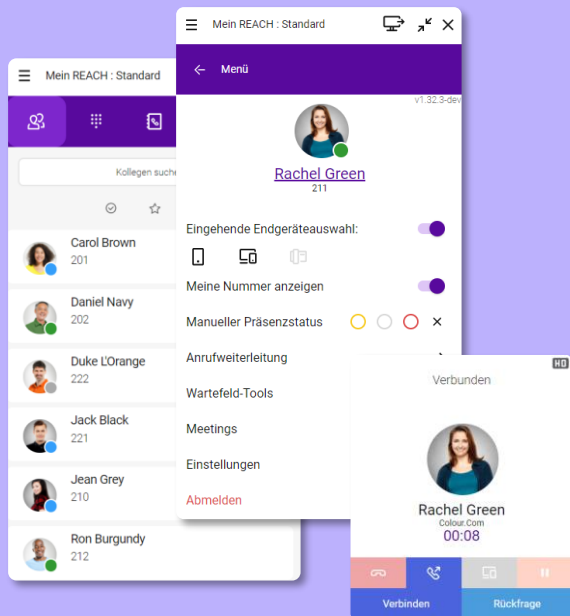 Mein REACH : Standard
Kollegen suche
Carol Brown
201
Daniel Navy
202
Duke L'Orange
222
Jack Black
221
Jean Grey
210
Ron Burgundy
212
Mein REACH : Standard
Menü
v1.32.3-dev
Rachel Green
211
Eingehende Endgeräteauswahl:
Meine Nummer anzeigen
Manueller Präsenzstatus
Anrufweiterleitung
Wartefeld-Tools
Meetings
Einstellungen
Abmelden
HD
Verbunden
Rachel Green
Colour.Com
00:08
Verbinden
Rückfrage